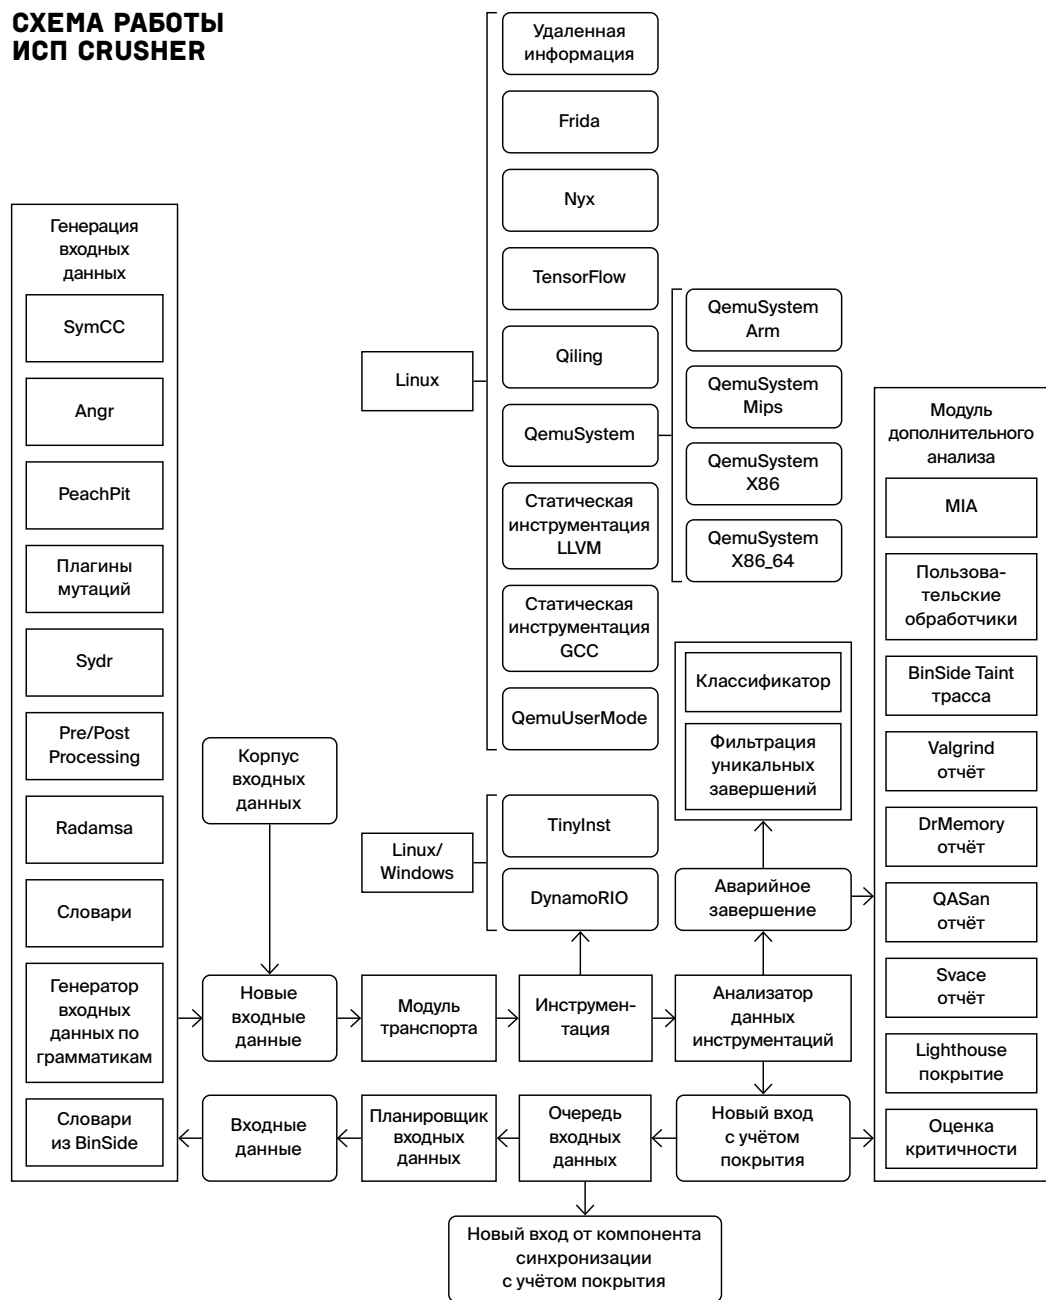 СХЕМА РАБОТЫ
ИСП CRUSHER
Генерация
входных
данных
SymCC
Angr
PeachPit
Плагины
мутаций
Sydr
Pre/Post
Processing
Radamsa
Словари
Генератор
входных
данных по
грамматикам
Словари
из BinSide
Корпус
входных
данных
Linux
Удаленная
информация
Frida
Nyx
TensorFlow
Qiling
QemuSystem
Статическая
инструментация
LLVM
Статическая
инструментация
GCC
QemuUserMode
QemuSystem
Arm
QemuSystem
Mips
QemuSystem
X86
QemuSystem
X86_64
Linux/
Windows
TinyInst
DynamoRIO
Классификатор
Фильтрация
уникальных
завершений
Аварийное
завершение
Новые
входные
данные
Модуль
транспорта
Инструмен-
тация
Анализатор
данных
инструментаций
Входные
данные
Планировщик
входных
данных
Очередь
входных
данных
Новый вход
с учётом
покрытия
Новый вход от компонента
синхронизации
с учётом покрытия
Модуль
дополнительного
анализа
MIA
Пользова-
тельские
обработчики
BinSide Taint
трасса
Valgrind
отчёт
DrMemory
отчёт
QASan
отчёт
Svace
отчёт
Lighthouse
покрытие
Оценка
критичности